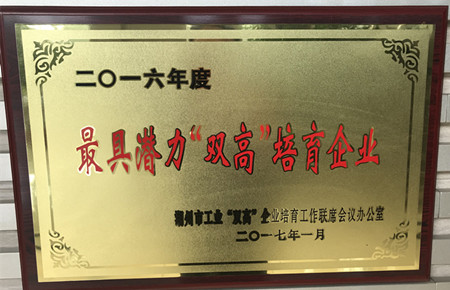 二〇一六年度
最具潜力“双高”培育企业
湖州市工业“双高”企业培育工作联席会议办公室
二〇一七年一月